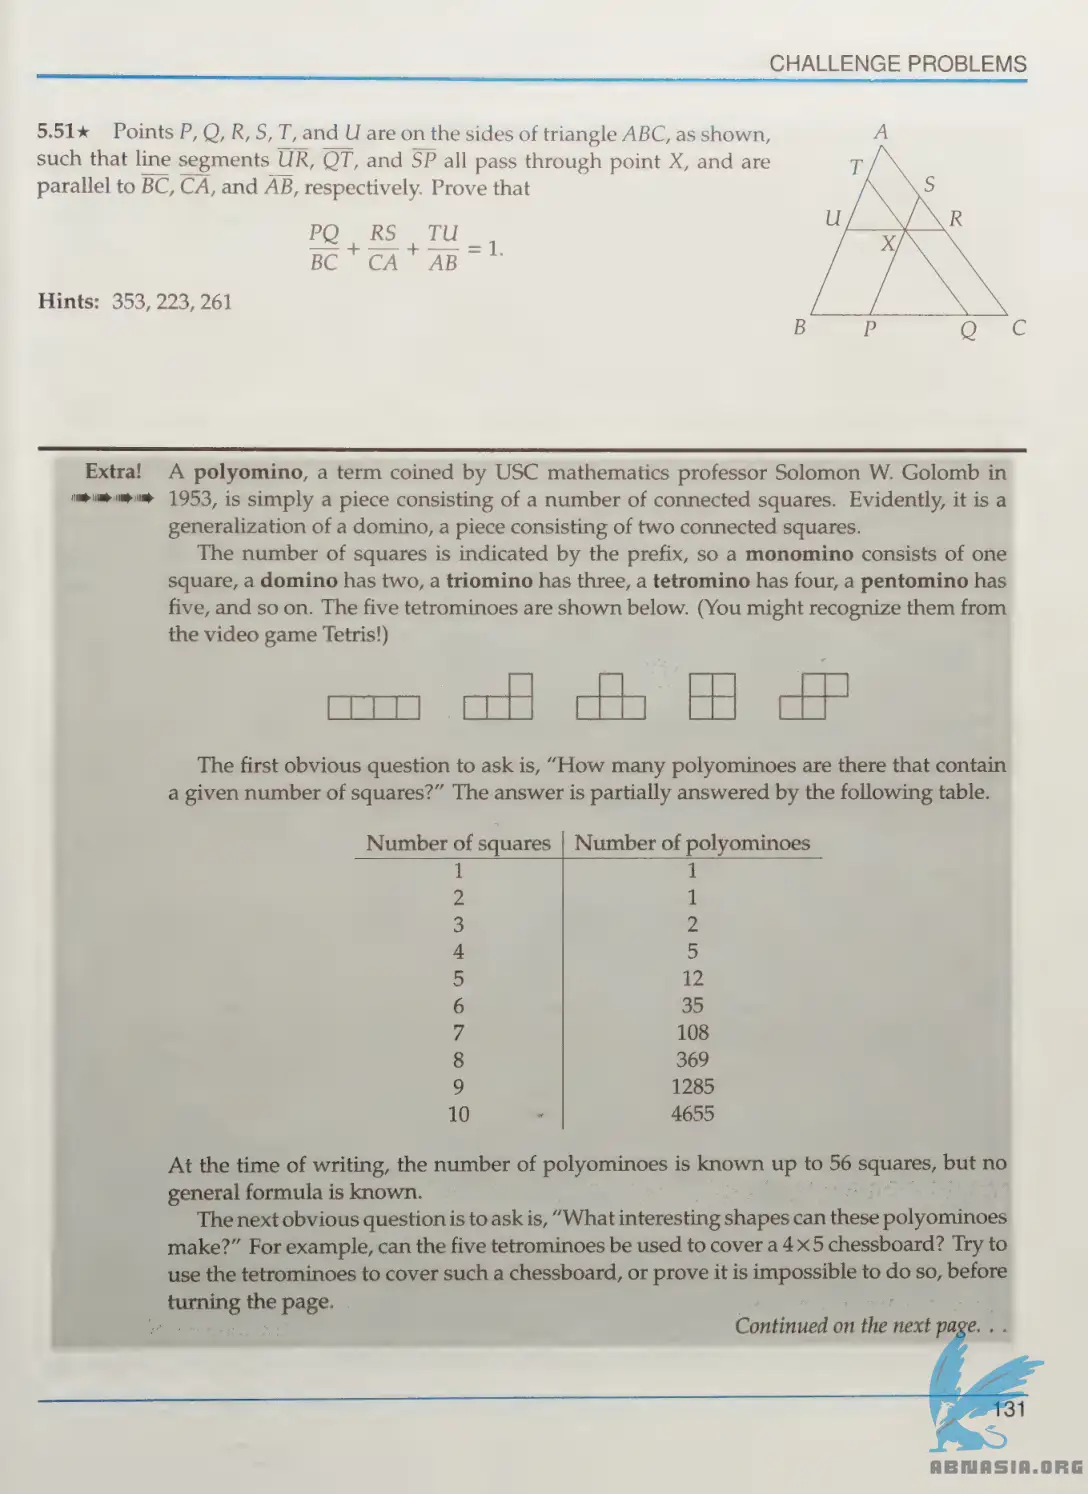 CHALLENGE PROBLEMS
5.51★ Points P, Q, R, S, T, and U are on the sides of triangle ABC, as shown,
such that line segments UR, QT, and SP all pass through point X, and are
parallel to BC, CA, and AB, respectively. Prove that
PQ/BC + RS/CA + TU/AB = 1.
Hints: 353, 223, 261
A
T
S
U
R
X
B
P
Q
C
Extra! A polyomino, a term coined by USC mathematics professor Solomon W. Golomb in
1953, is simply a piece consisting of a number of connected squares. Evidently, it is a
generalization of a domino, a piece consisting of two connected squares.
The number of squares is indicated by the prefix, so a monomino consists of one
square, a domino has two, a triomino has three, a tetromino has four, a pentomino has
five, and so on. The five tetrominoes are shown below. (You might recognize them from
the video game Tetris!)
The first obvious question to ask is, "How many polyominoes are there that contain
a given number of squares?" The answer is partially answered by the following table.
Number of squares Number of polyominoes
1 1
2 1
3 2
4 5
5 12
6 35
7 108
8 369
9 1285
10 4655
At the time of writing, the number of polyominoes is known up to 56 squares, but no
general formula is known.
The next obvious question is to ask is, "What interesting shapes can these polyominoes
make?" For example, can the five tetrominoes be used to cover a 4×5 chessboard? Try to
use the tetrominoes to cover such a chessboard, or prove it is impossible to do so, before
turning the page.
Continued on the next page. . .
131
ABNASIA.ORG